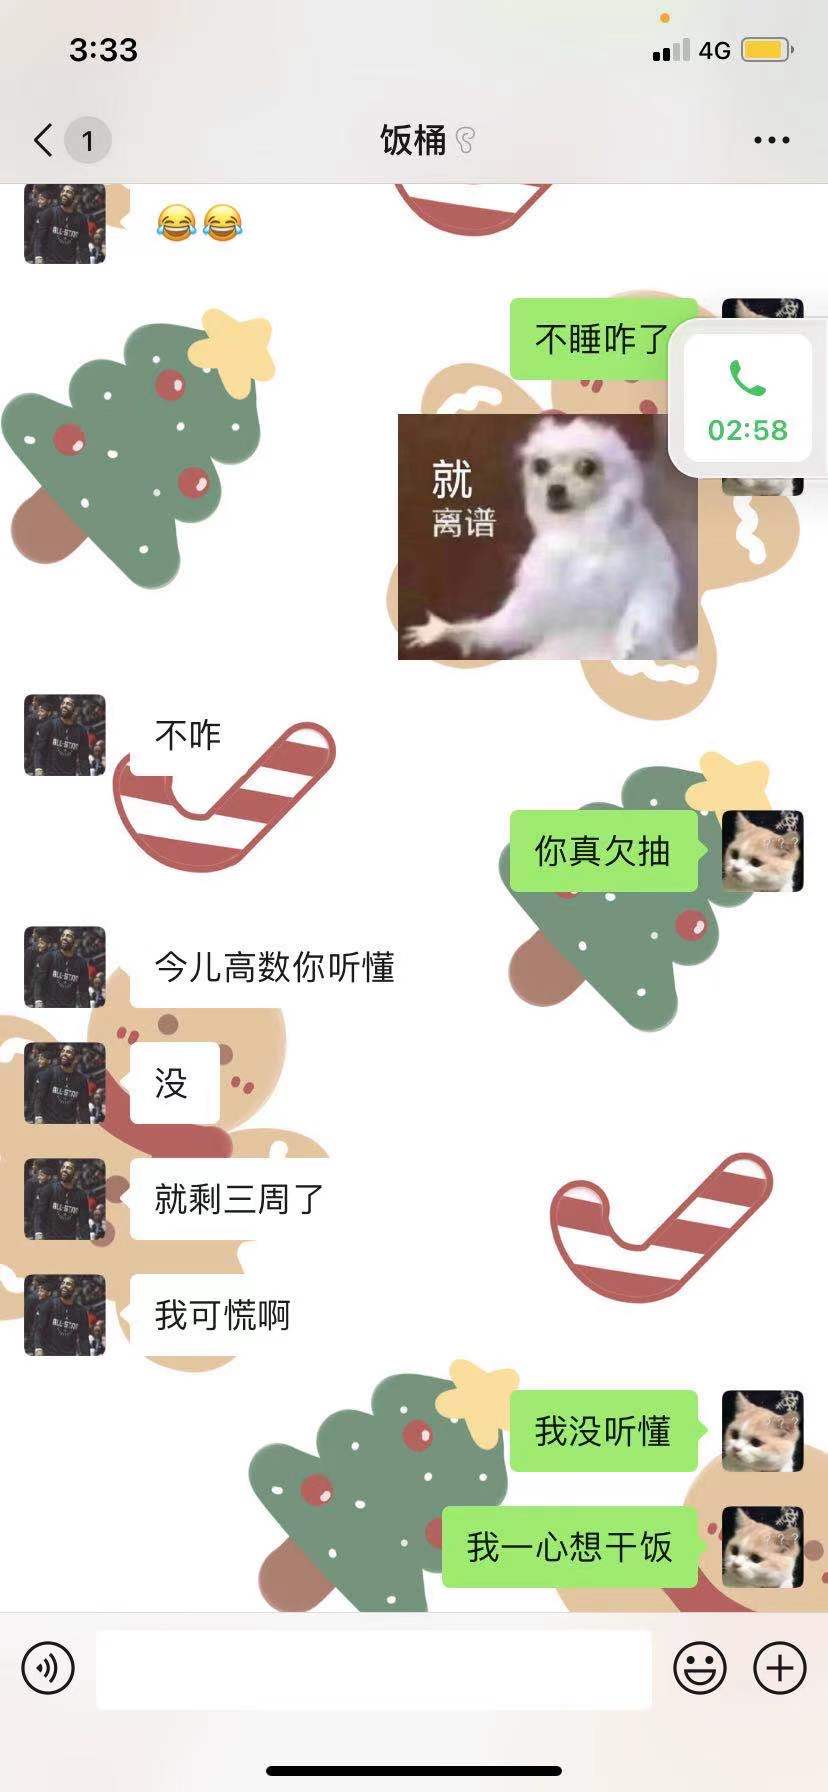 3:33
4G
1
饭桶
😂😂
不睡咋了
02:58
就
离谱
不咋
你真欠抽
今儿高数你听懂
没
就剩三周了
我可慌啊
我没听懂
我一心想干饭